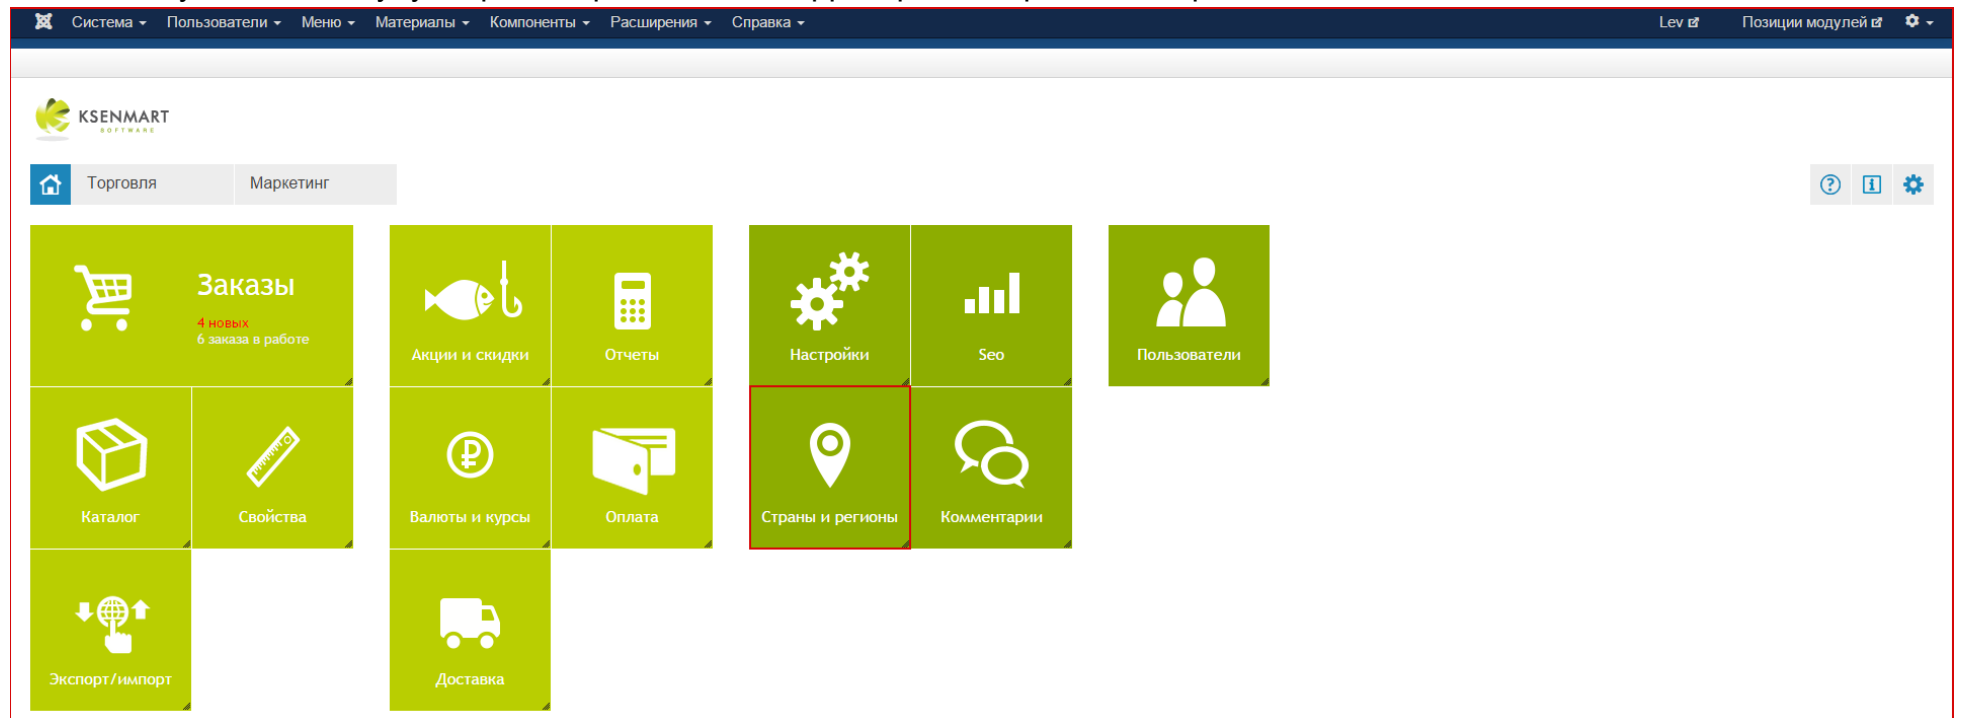 Система Пользователи Меню Материалы Компоненты Расширения Справка Lev Позиции модулей
KSENMART
SOFTWARE
Торговля Маркетинг
Заказы
4 новых
6 заказа в работе
Акции и скидки Отчеты Настройки Seo Пользователи
Каталог Свойства Валюты и курсы Оплата Страны и регионы Комментарии
Экспорт/импорт Доставка